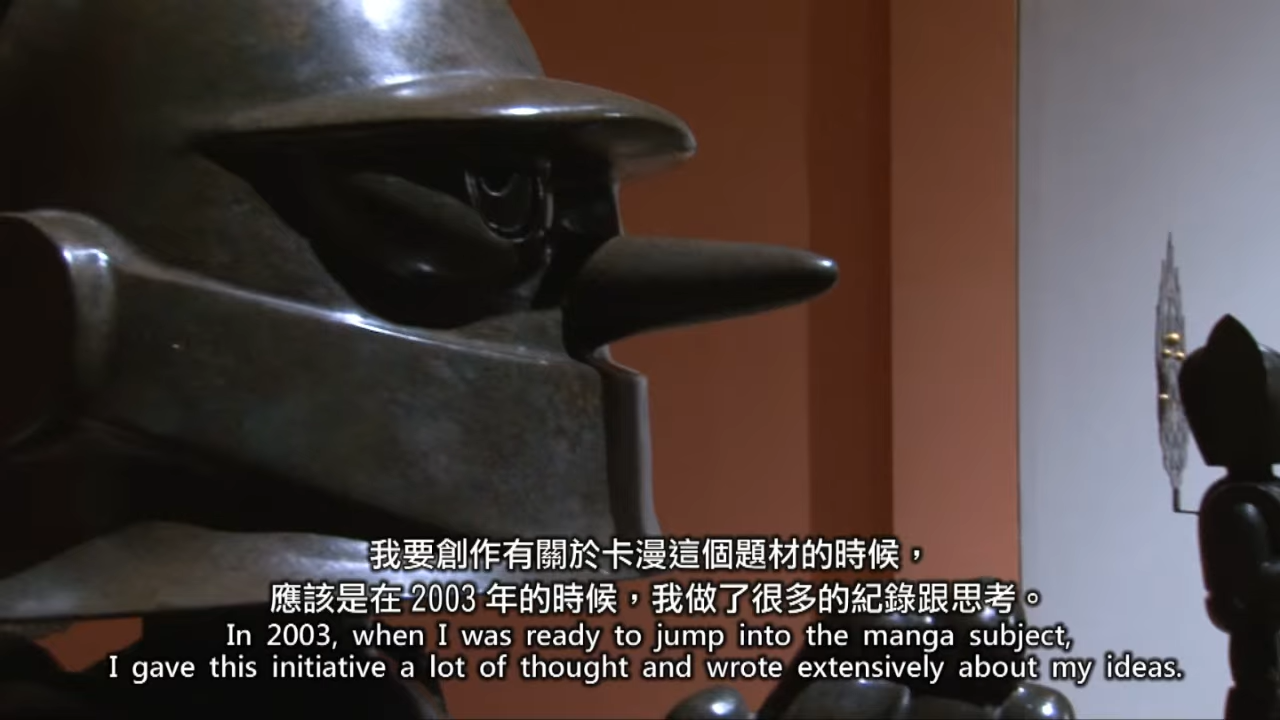 我要創作有關於卡漫這個題材的時候，
應該是在 2003 年的時候，我做了很多的紀錄跟思考。
In 2003, when I was ready to jump into the manga subject,
I gave this initiative a lot of thought and wrote extensively about my ideas.